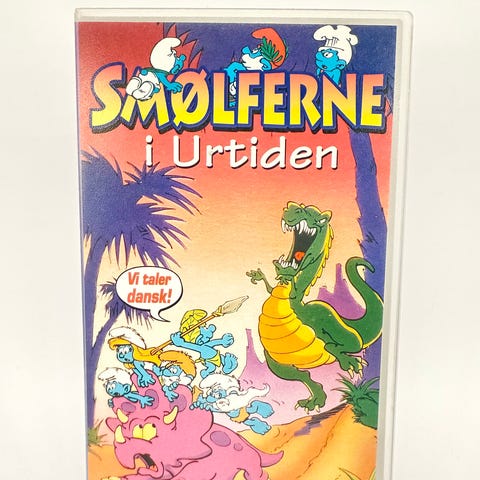 SMØLFERNE
i Urtiden
Vi taler
dansk!